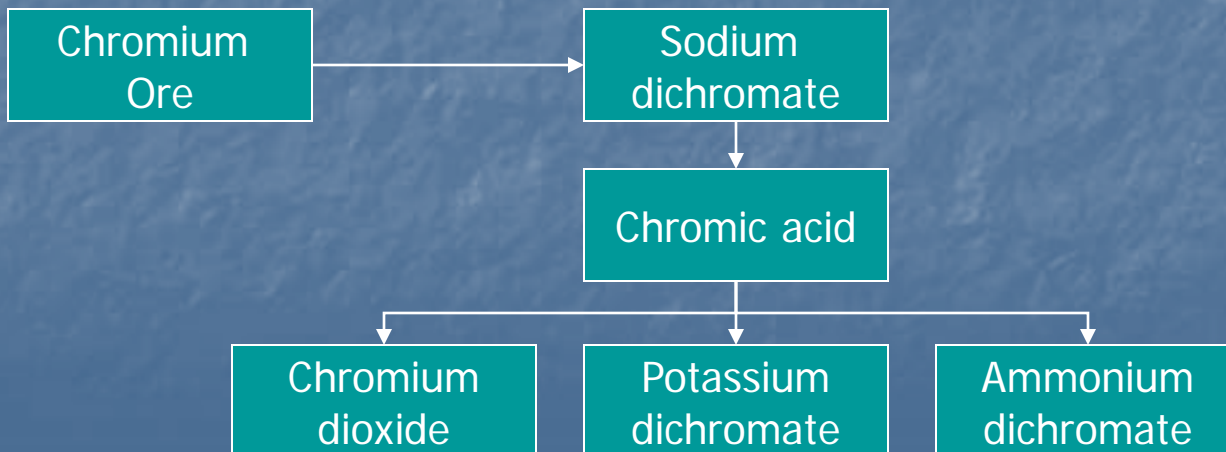 Chromium
Ore
Sodium
dichromate
Chromic acid
Chromium
dioxide
Potassium
dichromate
Ammonium
dichromate